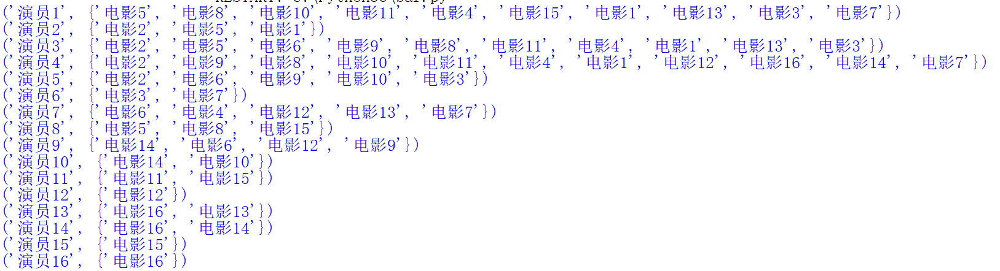 ('演员1', {'电影5', '电影8', '电影10', '电影11', '电影4', '电影15', '电影1', '电影13', '电影3', '电影7'})
('演员2', {'电影2', '电影5', '电影1'})
('演员3', {'电影2', '电影5', '电影6', '电影9', '电影8', '电影11', '电影4', '电影1', '电影13', '电影3'})
('演员4', {'电影2', '电影9', '电影8', '电影10', '电影11', '电影4', '电影1', '电影12', '电影16', '电影14', '电影7'})
('演员5', {'电影2', '电影6', '电影9', '电影10', '电影3'})
('演员6', {'电影3', '电影7'})
('演员7', {'电影6', '电影4', '电影12', '电影13', '电影7'})
('演员8', {'电影5', '电影8', '电影15'})
('演员9', {'电影14', '电影6', '电影12', '电影9'})
('演员10', {'电影14', '电影10'})
('演员11', {'电影11', '电影15'})
('演员12', {'电影12'})
('演员13', {'电影16', '电影13'})
('演员14', {'电影16', '电影14'})
('演员15', {'电影15'})
('演员16', {'电影16'})